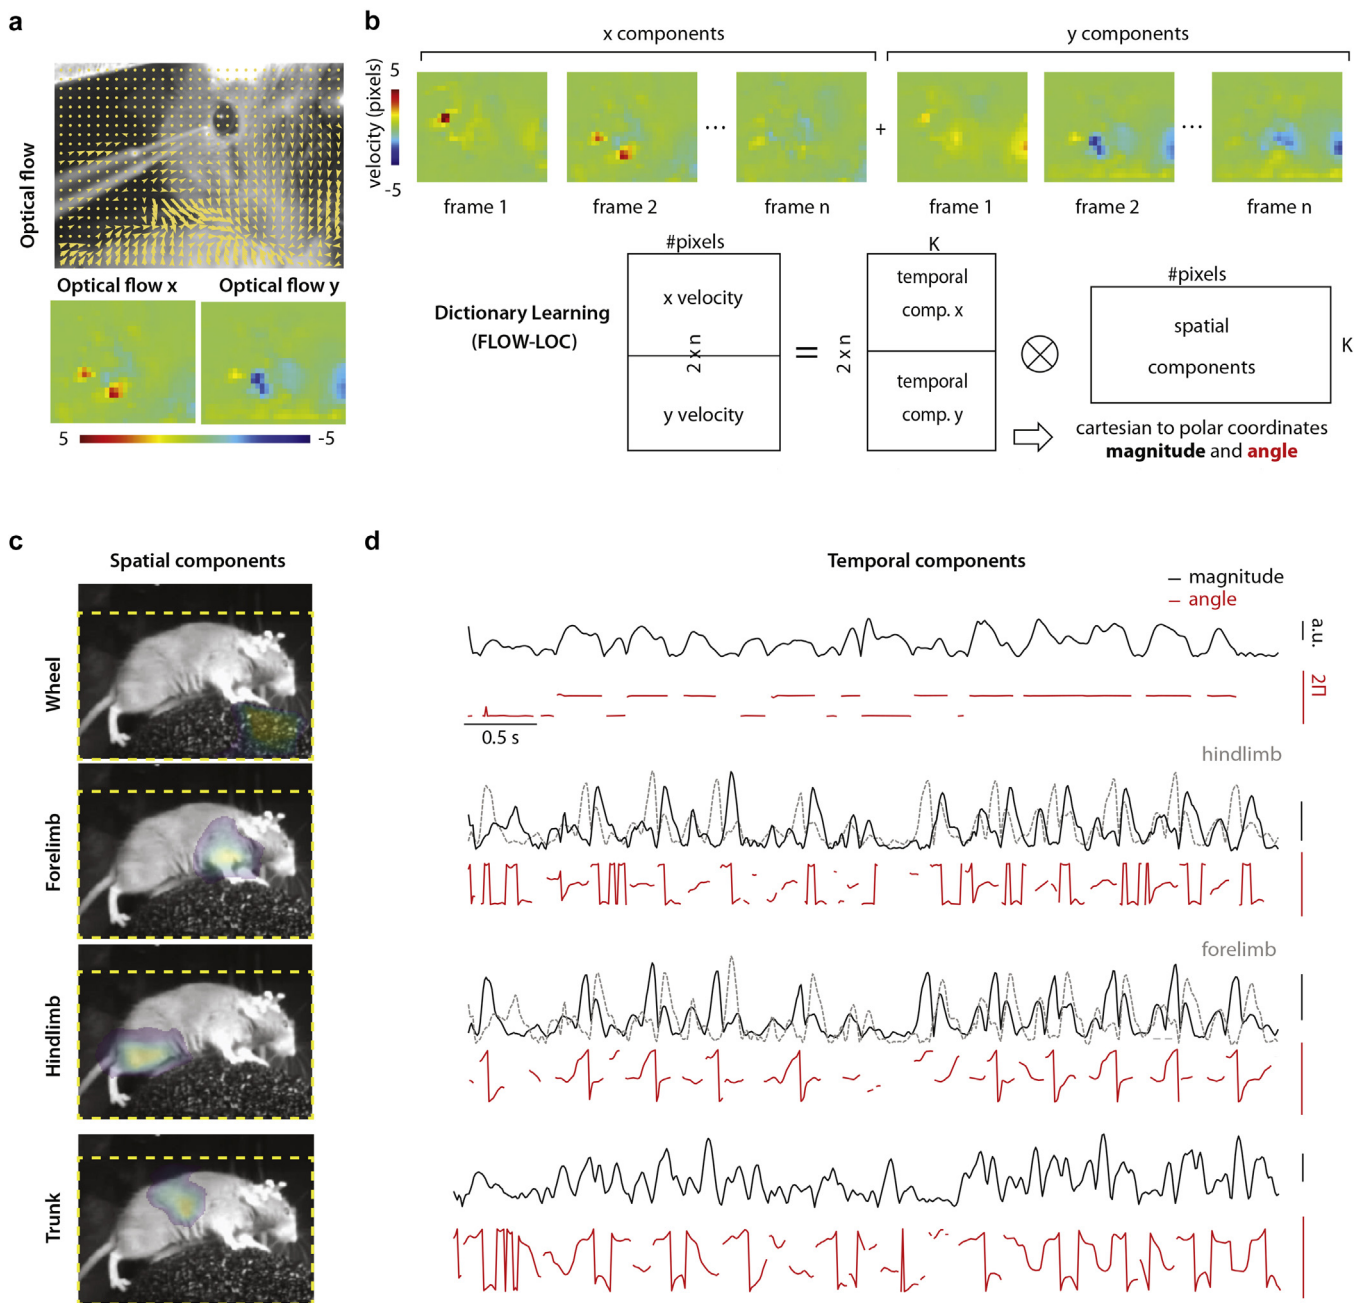 a
Optical flow
Optical flow x
Optical flow y
5
-5
b
x components
y components
velocity (pixels)
5
-5
...
+
...
frame 1
frame 2
frame n
frame 1
frame 2
frame n
Dictionary Learning
(FLOW-LOC)
#pixels
x velocity
2 x n
y velocity
=
2 x n
K
temporal
comp. x
temporal
comp. y
#pixels
spatial
components
K
cartesian to polar coordinates
magnitude and angle
c
Spatial components
Wheel
Forelimb
Hindlimb
Trunk
d
Temporal components
magnitude
angle
a.u.
2Π
0.5 s
hindlimb
forelimb